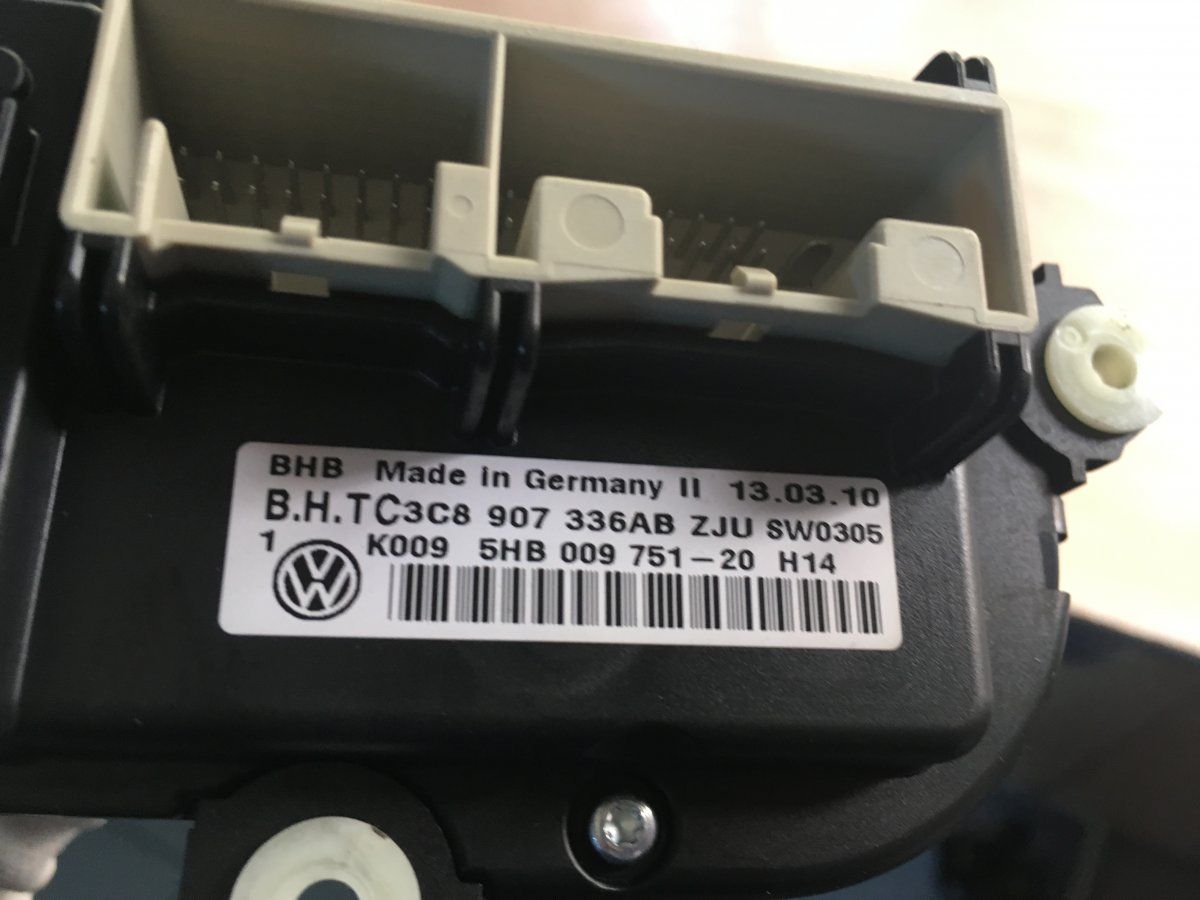 BHB Made in Germany II 13.03.10
B.H.TC3C8 907 336AB ZJU SW0305
1 K009 5HB 009 751-20 H14